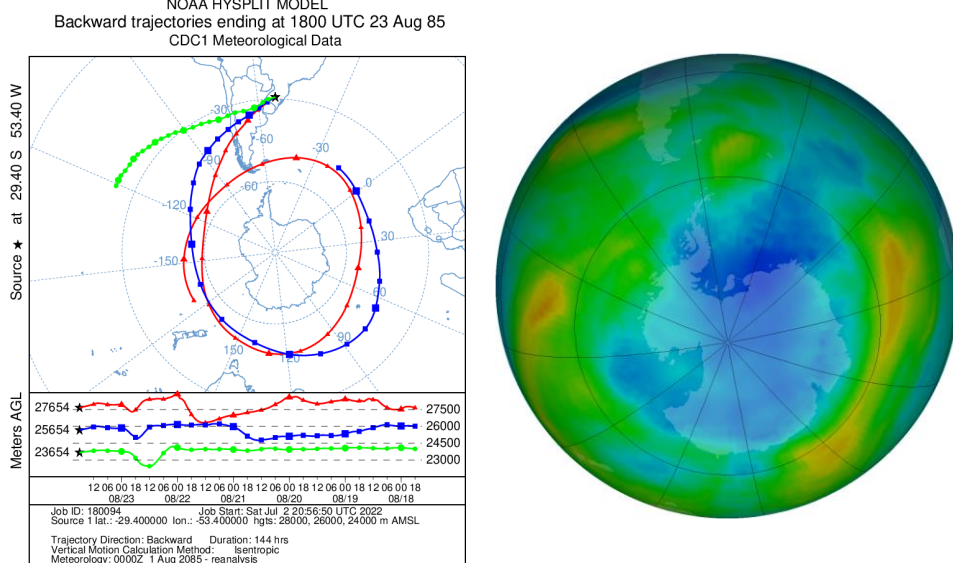 NOAA HYSPLIT MODEL
Backward trajectories ending at 1800 UTC 23 Aug 85
CDC1 Meteorological Data
Source ★ at 29.40 S 53.40 W
-30
-60
-90
-30
0
-60
-120
30
-150
60
90
150
120
Meters AGL
27654
25654
23654
27500
26000
24500
23000
12 06 00 18 12 06 00 18 12 06 00 18 12 06 00 18 12 06 00 18 12 06 00 18
08/23 08/22 08/21 08/20 08/19 08/18
Job ID: 180094 Job Start: Sat Jul 2 20:56:50 UTC 2022
Source 1 lat.: -29.400000 lon.: -53.400000 hgts: 28000, 26000, 24000 m AMSL
Trajectory Direction: Backward Duration: 144 hrs
Vertical Motion Calculation Method: Isentropic
Meteorology: 0000Z 1 Aug 2085 - reanalysis